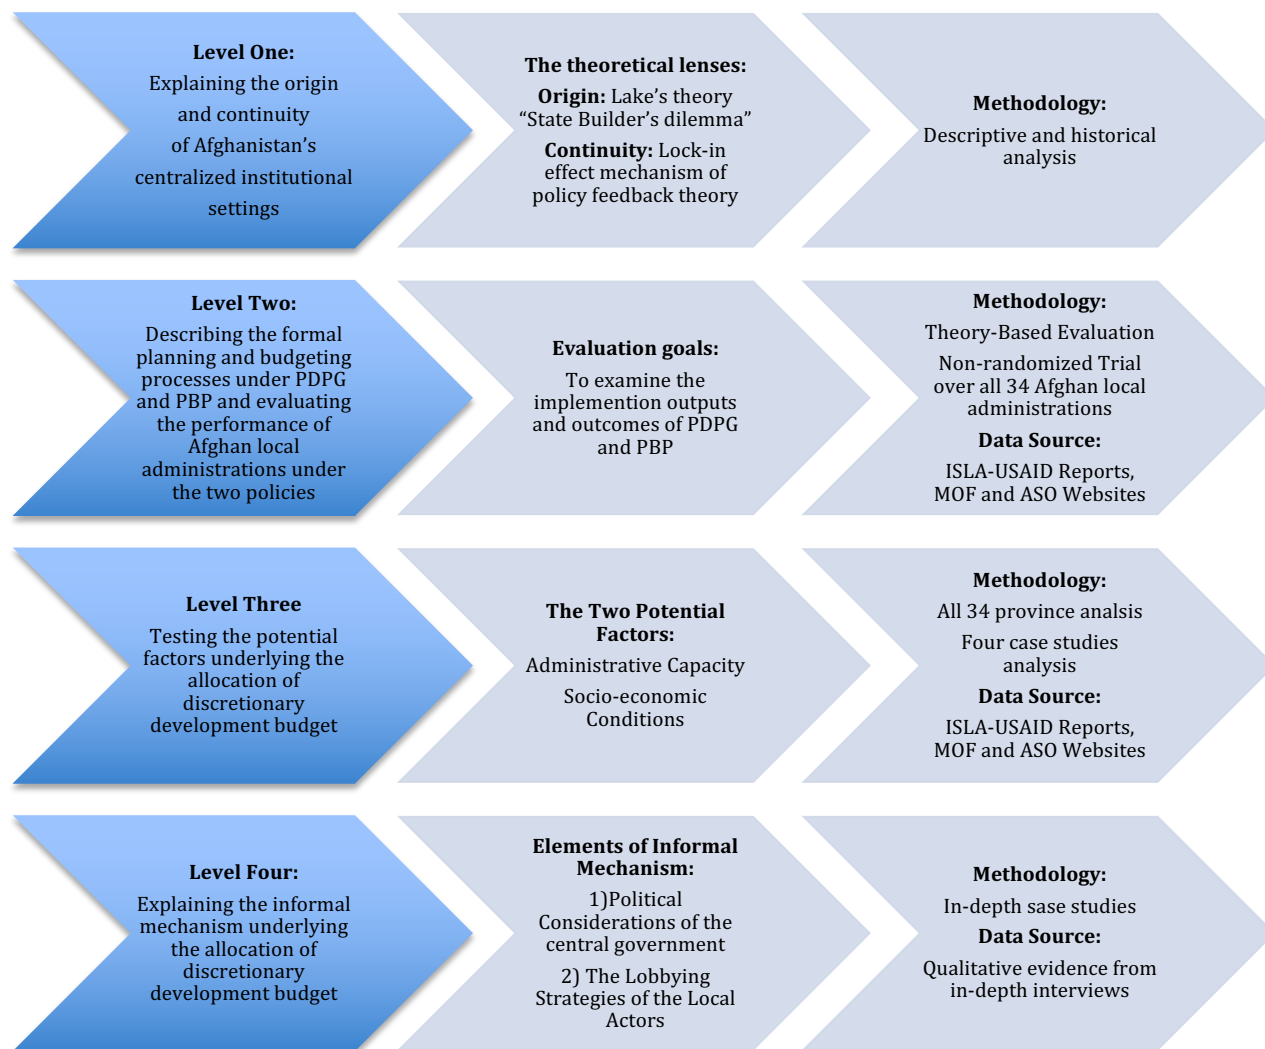 Level One:
Explaining the origin
and continuity
of Afghanistan’s
centralized institutional
settings
The theoretical lenses:
Origin: Lake’s theory
“State Builder’s dilemma”
Continuity: Lock-in
effect mechanism of
policy feedback theory
Methodology:
Descriptive and historical
analysis
Level Two:
Describing the formal
planning and budgeting
processes under PDPG
and PBP and evaluating
the performance of
Afghan local
administrations under
the two policies
Evaluation goals:
To examine the
implemention outputs
and outcomes of PDPG
and PBP
Methodology:
Theory-Based Evaluation
Non-randomized Trial
over all 34 Afghan local
administrations
Data Source:
ISLA-USAID Reports,
MOF and ASO Websites
Level Three
Testing the potential
factors underlying the
allocation of
discretionary
development budget
The Two Potential
Factors:
Administrative Capacity
Socio-economic
Conditions
Methodology:
All 34 province analsis
Four case studies
analysis
Data Source:
ISLA-USAID Reports,
MOF and ASO Websites
Level Four:
Explaining the informal
mechanism underlying
the allocation of
discretionary
development budget
Elements of Informal
Mechanism:
1)Political
Considerations of the
central government
2) The Lobbying
Strategies of the Local
Actors
Methodology:
In-depth sase studies
Data Source:
Qualitative evidence from
in-depth interviews